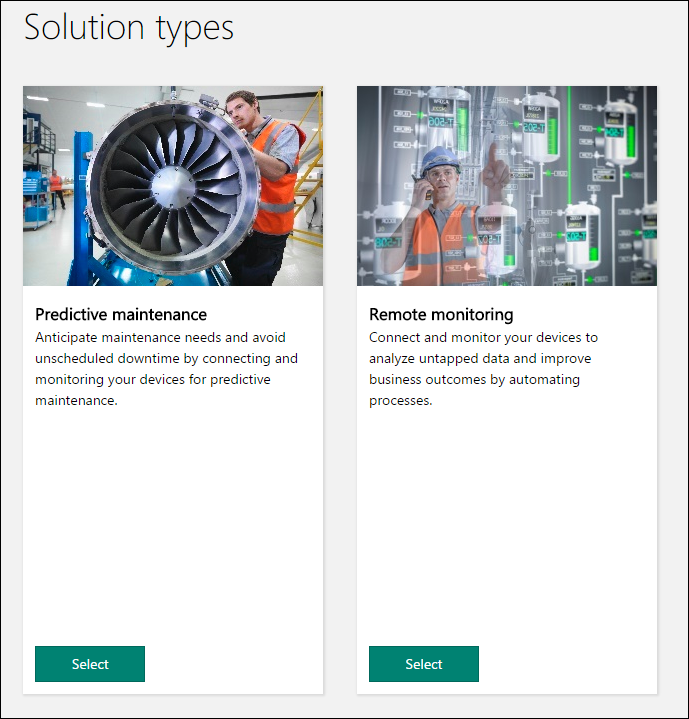 Solution types
Predictive maintenance
Anticipate maintenance needs and avoid
unscheduled downtime by connecting and
monitoring your devices for predictive
maintenance.
Select
Remote monitoring
Connect and monitor your devices to
analyze untapped data and improve
business outcomes by automating
processes.
Select